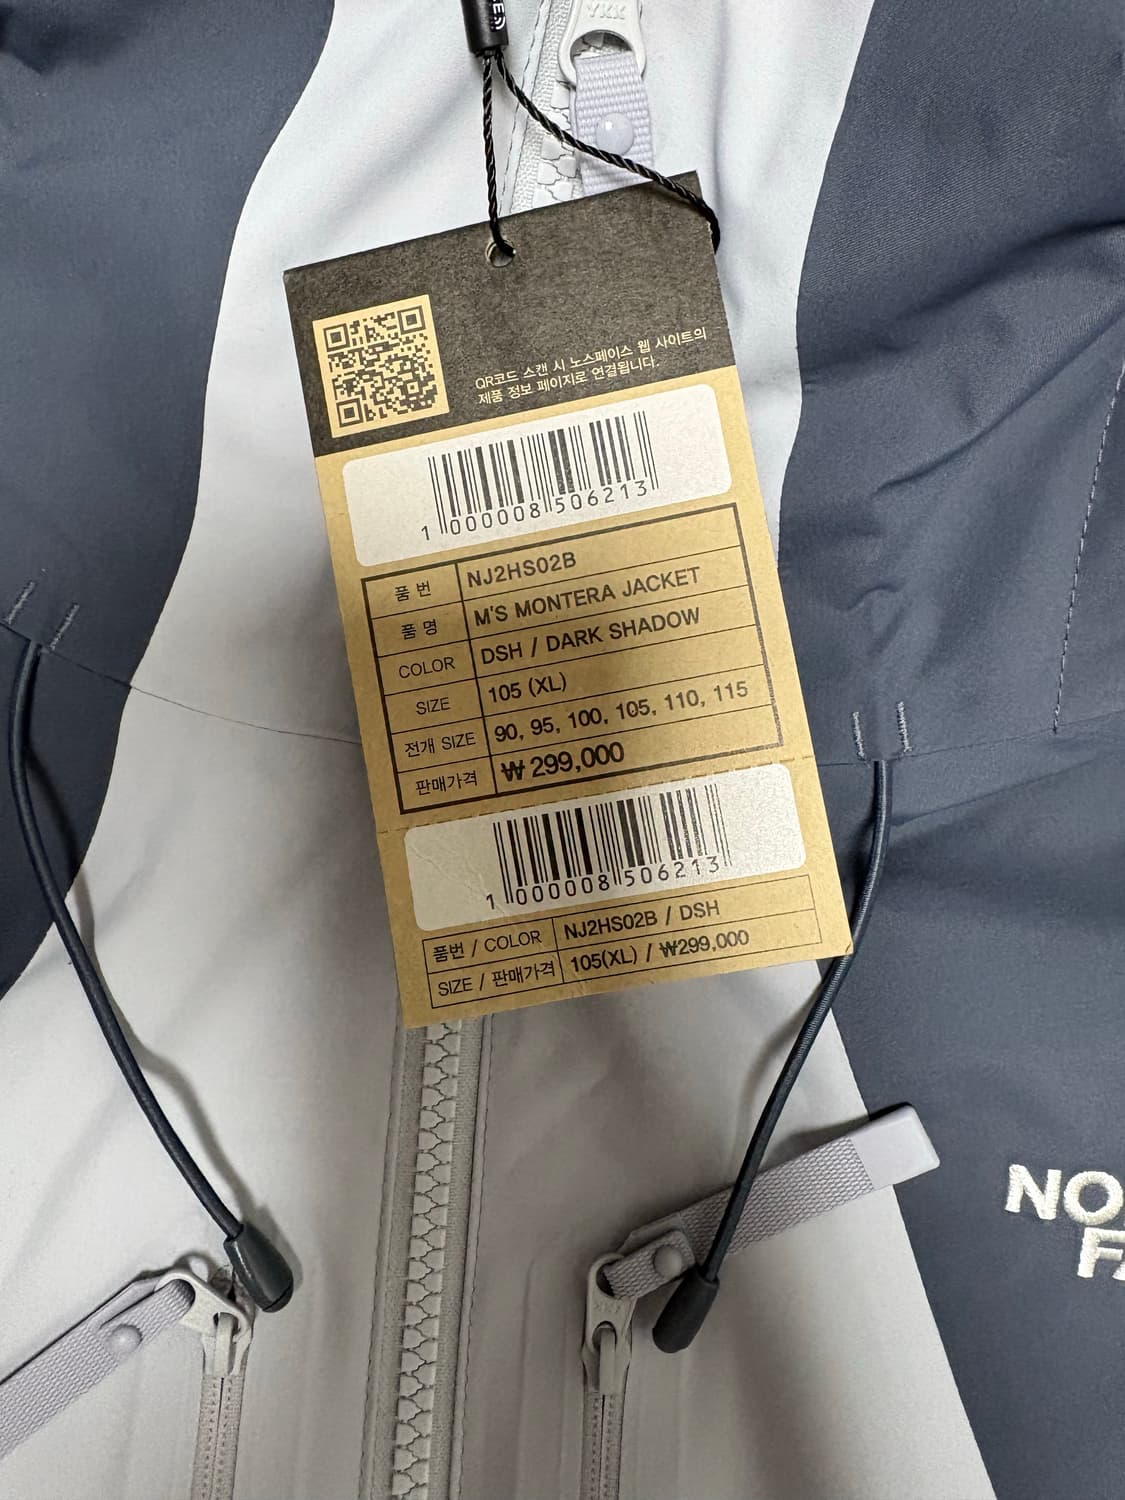 YKK
QR코드 스캔 시 노스페이스 웹 사이트의
제품 정보 페이지로 연결됩니다.
1 000008 506213
품 번 NJ2HS02B
품 명 M'S MONTERA JACKET
COLOR DSH / DARK SHADOW
SIZE 105 (XL)
전개 SIZE 90, 95, 100, 105, 110, 115
판매가격 ₩ 299,000
1 000008 506213
품번 / COLOR NJ2HS02B / DSH
SIZE / 판매가격 105(XL) / ₩299,000
NO
FA
YKK